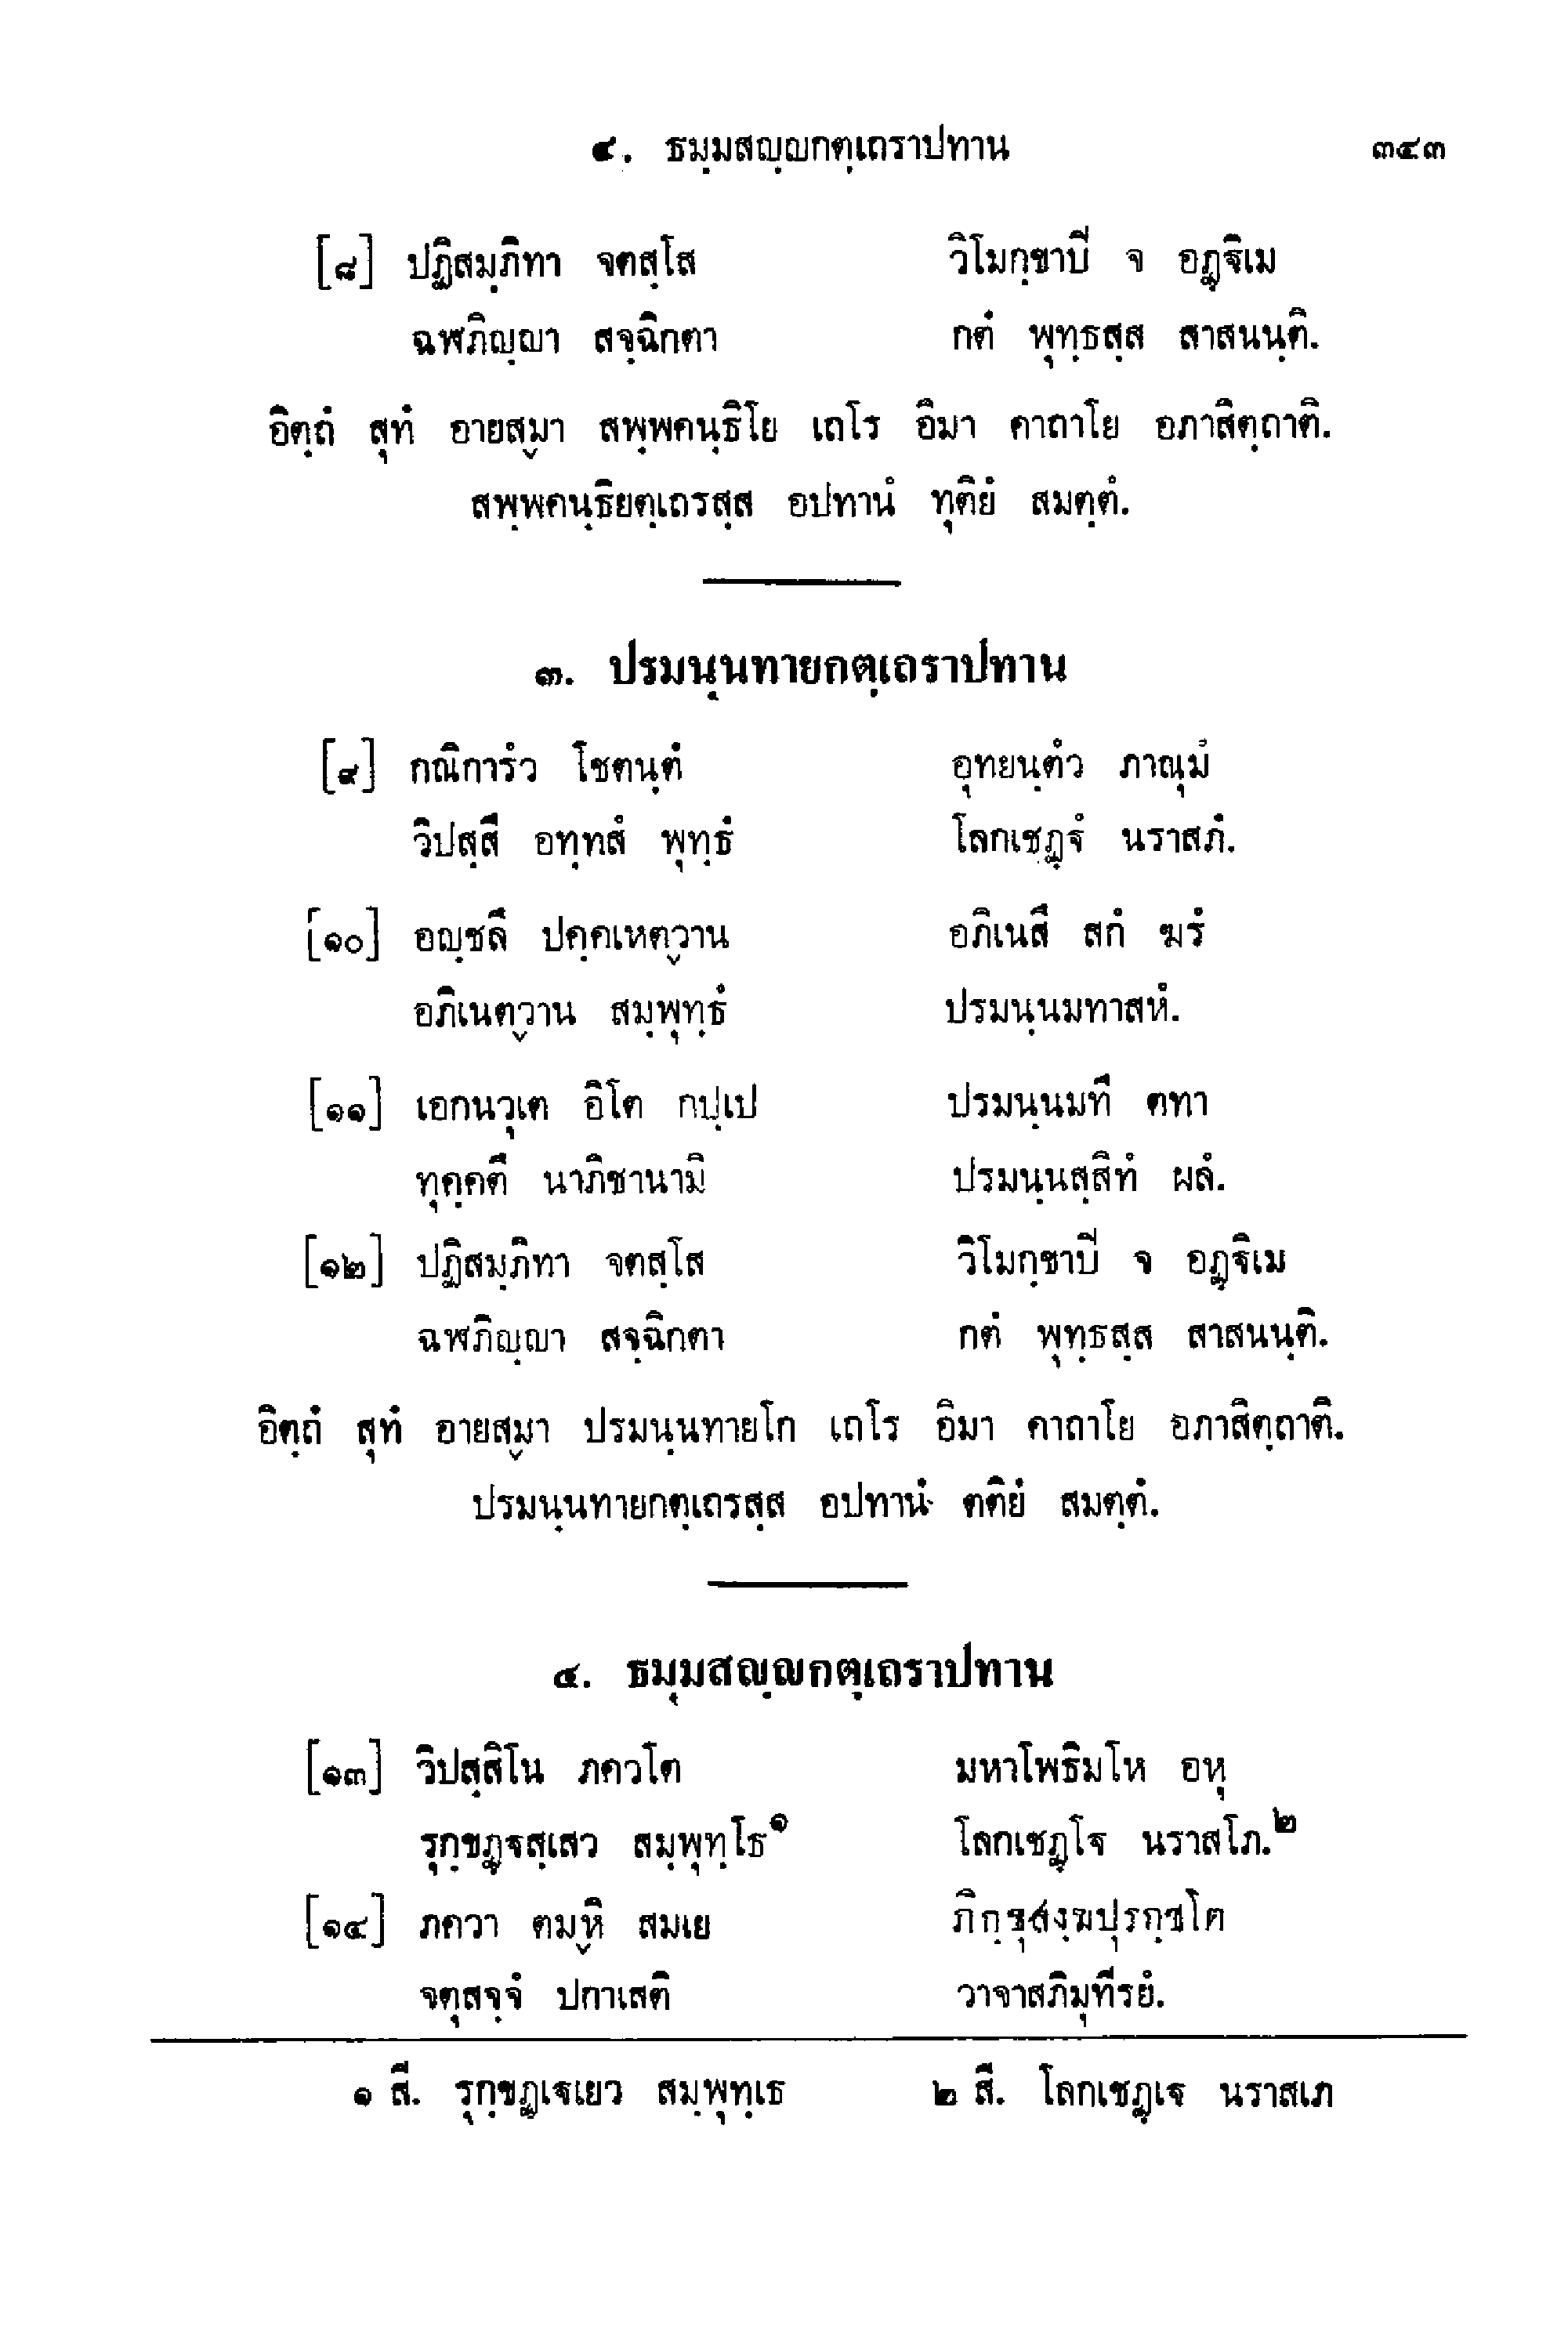 ๔. ธมฺมสญฺญกตฺเถราปทาน ๓๔๓
[๘] ปฏิสมฺภิทา จตสฺโส วิโมกฺขาปิ จ อฏฺฐิเม
ฉฬภิญฺญา สจฺฉิกตา กตํ พุทฺธสฺส สาสนนฺติ.
อิตฺถํ สุทํ อายสฺมา สพฺพคนฺธิโย เถโร อิมา คาถาโย อภาสิตฺถาติ.
สพฺพคนฺธิยตฺเถรสฺส อปทานํ ทุติยํ สมตฺตํ.
๓. ปรมนฺนทายกตฺเถราปทาน
[๙] กณิการํว โชตนฺตํ อุทยนฺตํว ภาณุมํ
วิปสฺสึ อทฺทสํ พุทฺธํ โลกเชฏฺฐํ นราสภํ.
[๑๐] อญฺชลึ ปคฺคเหตฺวาน อภิเนสึ สกํ ฆรํ
อภิเนตฺวาน สมฺพุทฺธํ ปรมนฺนมทาสหํ.
[๑๑] เอกนวุเต อิโต กปฺเป ปรมนฺนมทึ ตทา
ทุคฺคตึ นาภิชานามิ ปรมนฺนสฺสิทํ ผลํ.
[๑๒] ปฏิสมฺภิทา จตสฺโส วิโมกฺขาปิ จ อฏฺฐิเม
ฉฬภิญฺญา สจฺฉิกตา กตํ พุทฺธสฺส สาสนนฺติ.
อิตฺถํ สุทํ อายสฺมา ปรมนฺนทายโก เถโร อิมา คาถาโย อภาสิตฺถาติ.
ปรมนฺนทายกตฺเถรสฺส อปทานํ ตติยํ สมตฺตํ.
๔. ธมฺมสญฺญกตฺเถราปทาน
[๑๓] วิปสฺสิโน ภควโต มหาโพธิมโห อหุ
รุกฺขฏฺฐสฺเสว สมฺพุทฺโธ๑ โลกเชฏฺโฐ นราสโภ.๒
[๑๔] ภควา ตมฺหิ สมเย ภิกฺขุสงฺฆปุรกฺขโต
จตุสจฺจํ ปกาเสติ วาจาสภิมุทีรยํ.
๑ สี. รุกฺขฏฺเฐเยว สมฺพุทฺเธ ๒ สี. โลกเชฏฺเฐ นราสเภ